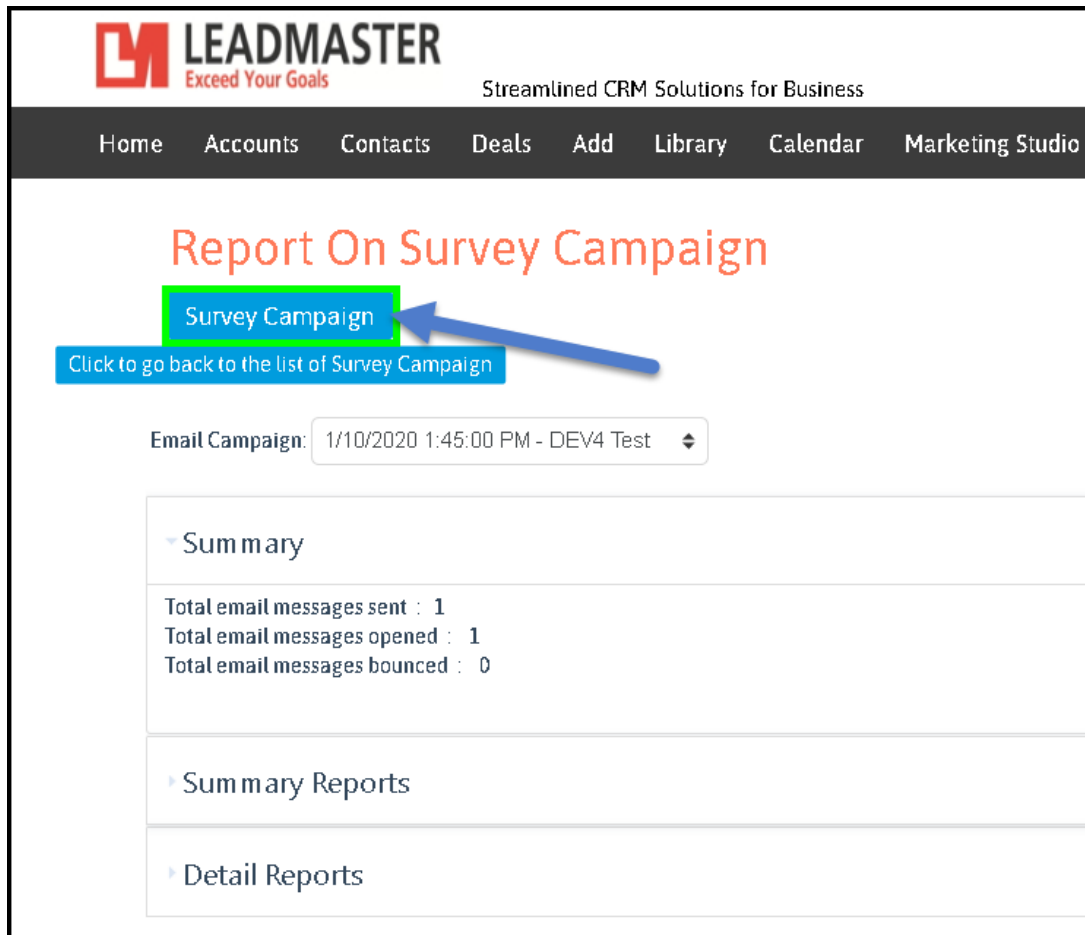 LEADMASTER
Exceed Your Goals
Streamlined CRM Solutions for Business
Home Accounts Contacts Deals Add Library Calendar Marketing Studio
Report On Survey Campaign
Survey Campaign
Click to go back to the list of Survey Campaign
Email Campaign: 1/10/2020 1:45:00 PM - DEV4 Test
Summary
Total email messages sent : 1
Total email messages opened : 1
Total email messages bounced : 0
Summary Reports
Detail Reports